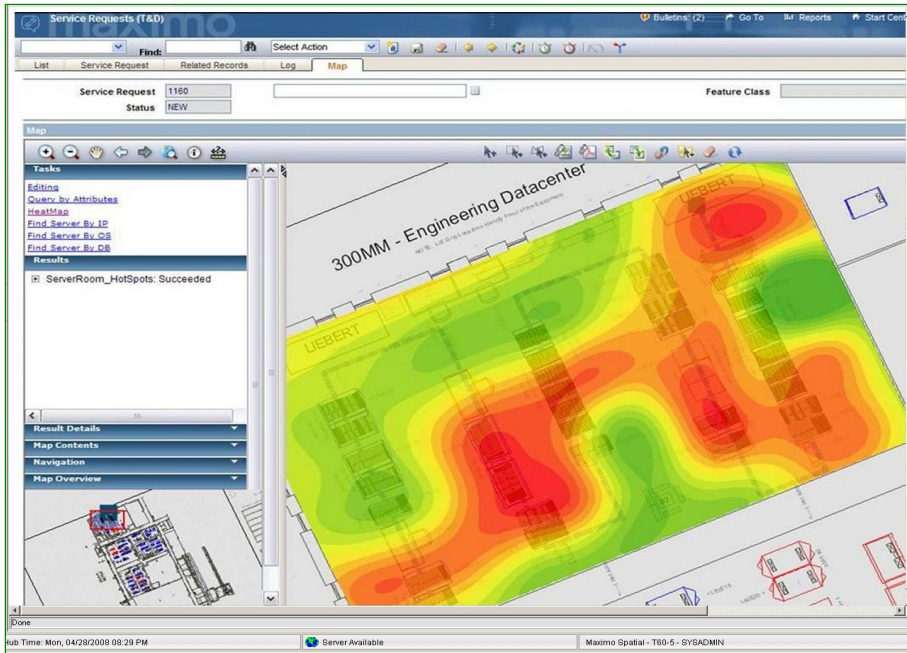 Service Requests (T&D)
maximo
Bulletins: (2) Go To Reports Start Cent
Find: Select Action
List Service Request Related Records Log Map
Service Request 1160 Feature Class
Status NEW
Map
Tasks
Editing
Query by Attributes
HeatMap
Find Server By IP
Find Server By OS
Find Server By DB
Results
ServerRoom_HotSpots: Succeeded
Result Details
Map Contents
Navigation
Map Overview
300MM - Engineering Datacenter
LIEBERT
LIEBERT
Done
Hub Time: Mon, 04/28/2008 08:29 PM Server Available Maximo Spatial - T60-5 - SYSADMIN